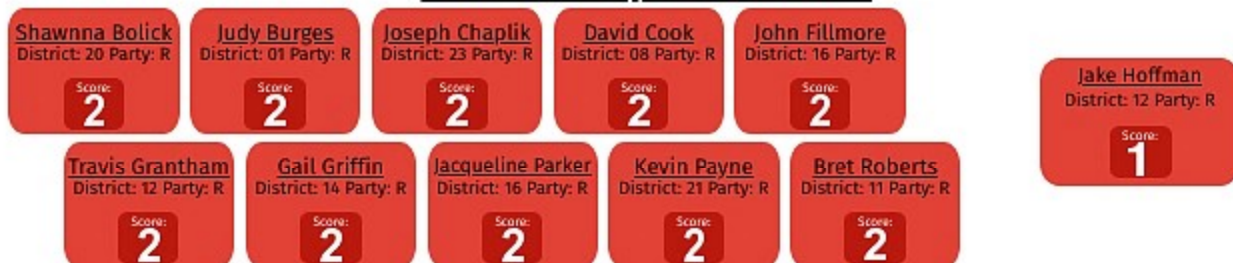 Shawnna Bolick
District: 20 Party: R
Score:
2
Judy Burges
District: 01 Party: R
Score:
2
Joseph Chaplik
District: 23 Party: R
Score:
2
David Cook
District: 08 Party: R
Score:
2
John Fillmore
District: 16 Party: R
Score:
2
Jake Hoffman
District: 12 Party: R
Score:
1
Travis Grantham
District: 12 Party: R
Score:
2
Gail Griffin
District: 14 Party: R
Score:
2
Jacqueline Parker
District: 16 Party: R
Score:
2
Kevin Payne
District: 21 Party: R
Score:
2
Bret Roberts
District: 11 Party: R
Score:
2